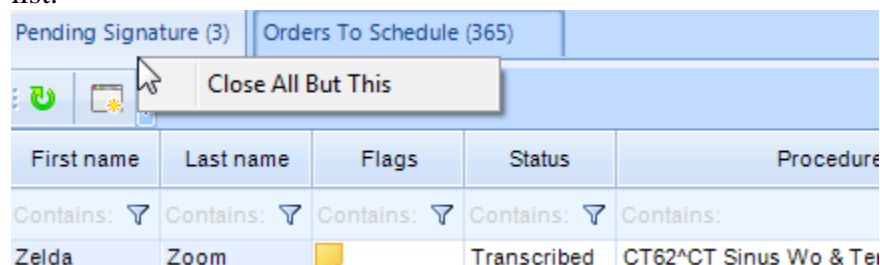 list.
Pending Signature (3) Orders To Schedule (365)
Close All But This
First name Last name Flags Status Procedure
Contains: Contains: Contains: Contains: Contains:
Zelda Zoom Transcribed CT62^CT Sinus Wo &